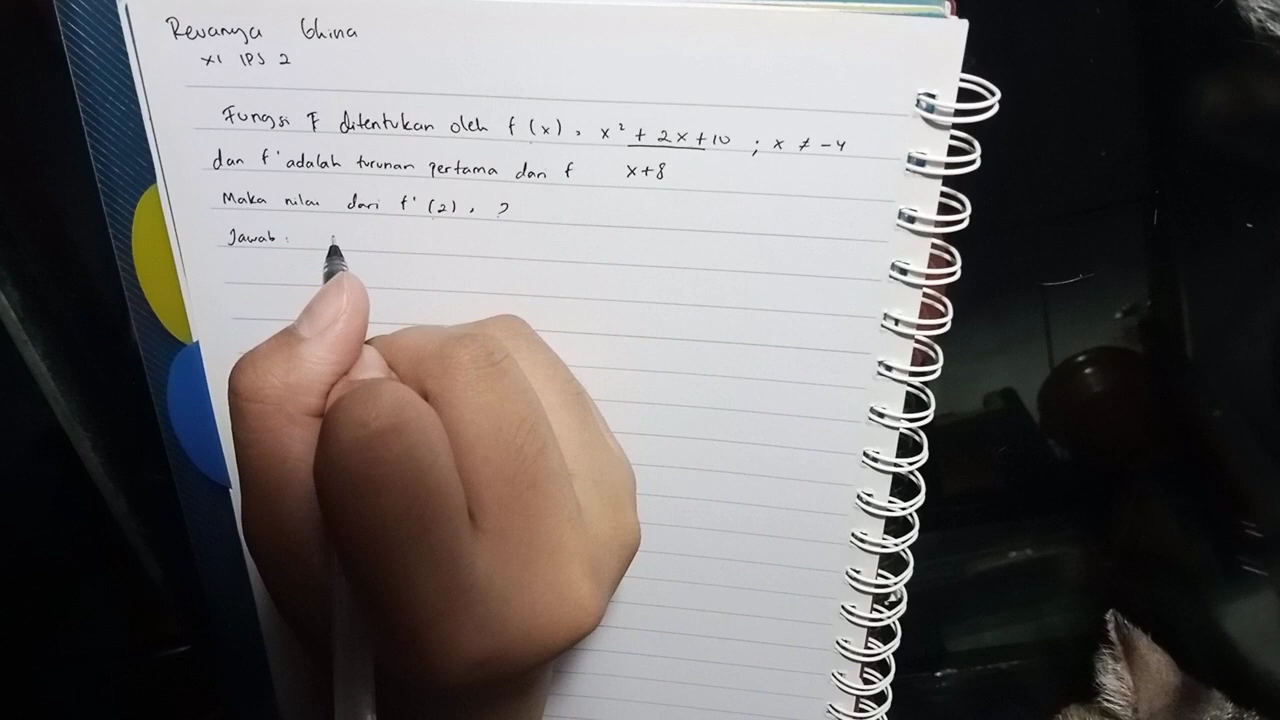 Revanya Ghina
XI IPS 2
Fungsi F ditentukan oleh f (x) = x² + 2x + 10 ; x ≠ -4
dan f' adalah turunan pertama dan f x+8
Maka nilai dari f' (2) = ?
Jawab :